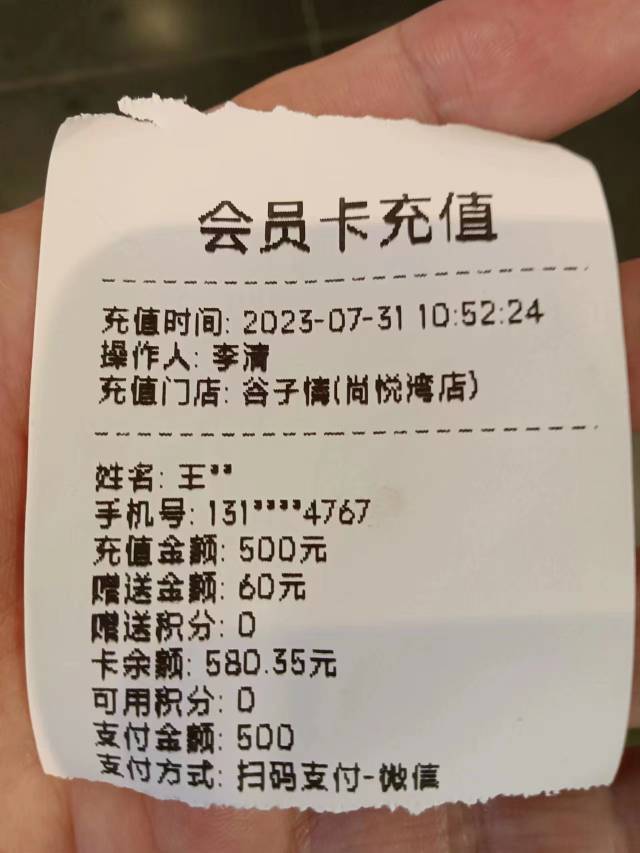 会员卡充值
充值时间: 2023-07-31 10:52:24
操作人: 李清
充值门店: 谷子情(尚悦湾店)
姓名: 王**
手机号: 131****4767
充值金额: 500元
赠送金额: 60元
赠送积分: 0
卡余额: 580.35元
可用积分: 0
支付金额: 500
支付方式: 扫码支付-微信